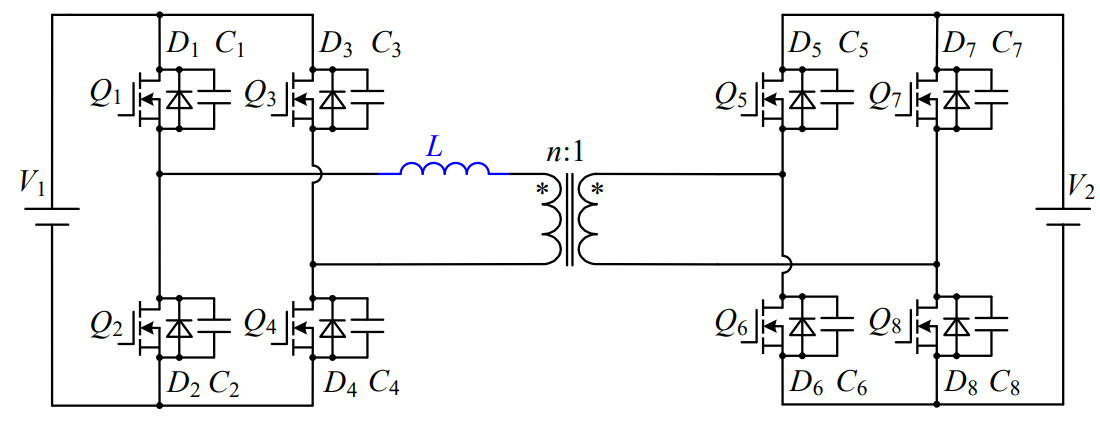 D1 C1 D3 C3 D5 C5 D7 C7
Q1 Q3 Q5 Q7
L n:1
V1 * * V2
Q2 Q4 Q6 Q8
D2 C2 D4 C4 D6 C6 D8 C8